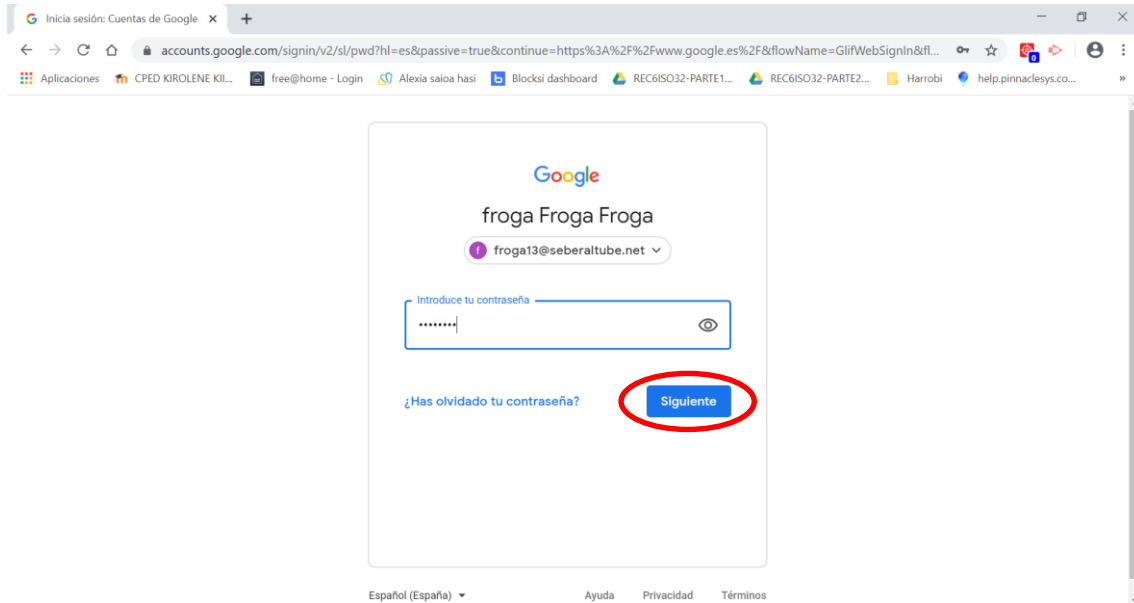 Inicia sesión: Cuentas de Google
accounts.google.com/signin/v2/sl/pwd?hl=es&passive=true&continue=https%3A%2F%2Fwww.google.es%2F&flowName=GlifWebSignIn&fl...
Aplicaciones CPED KIROLENE KII... free@home - Login Alexia saioa hasi Blocksi dashboard REC6ISO32-PARTE1... REC6ISO32-PARTE2... Harrobi help.pinnaclesys.co... »
Google
froga Froga Froga
f froga13@seberaltube.net
Introduce tu contraseña
••••••••
¿Has olvidado tu contraseña? Siguiente
Español (España) Ayuda Privacidad Términos